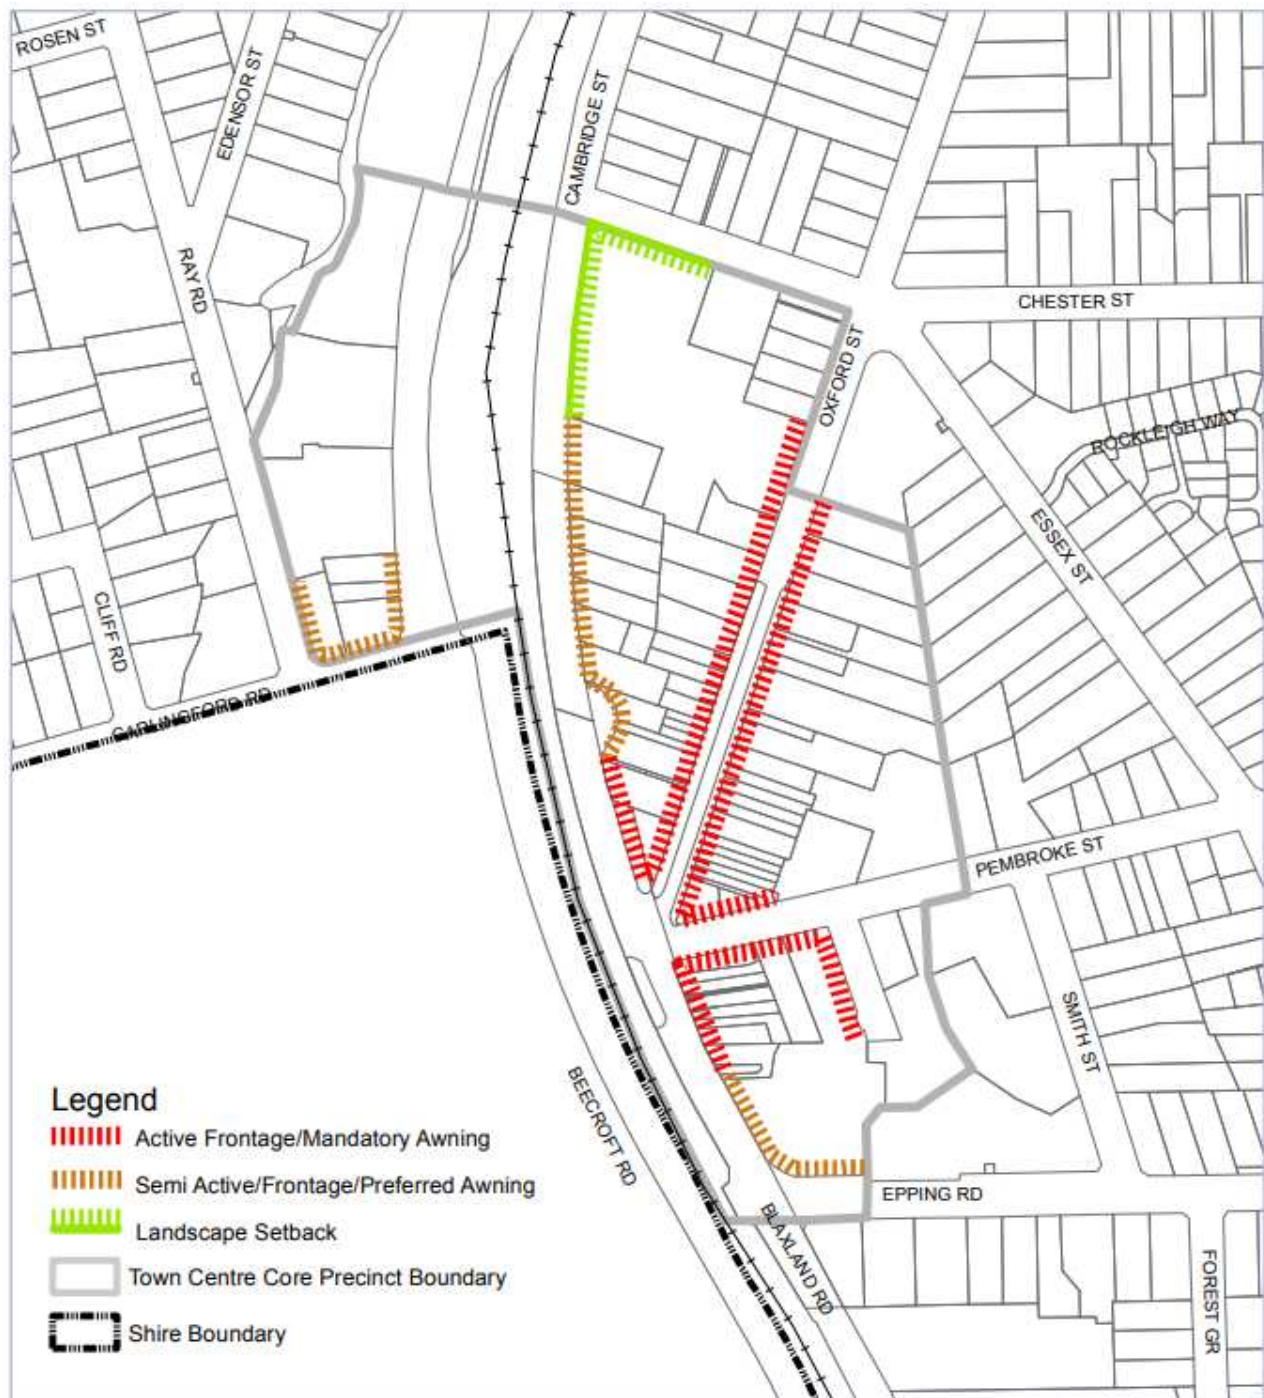 ROSEN ST
EDENSOR ST
CAMBRIDGE ST
RAY RD
CHESTER ST
OXFORD ST
ROCKLEIGH WAY
ESSEX ST
CLIFF RD
CARLINGFORD RD
PEMBROKE ST
SMITH ST
BEECROFT RD
EPPING RD
BLAXLAND RD
FOREST GR
Legend
Active Frontage/Mandatory Awning
Semi Active/Frontage/Preferred Awning
Landscape Setback
Town Centre Core Precinct Boundary
Shire Boundary